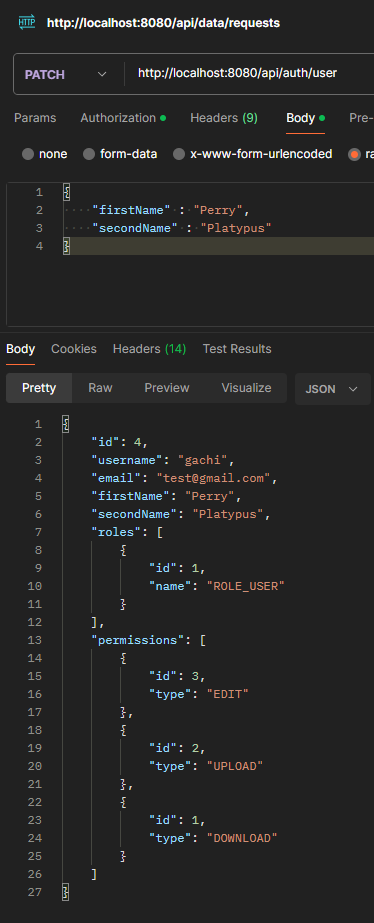 HTTP http://localhost:8080/api/data/requests
PATCH http://localhost:8080/api/auth/user
Params Authorization Headers (9) Body Pre-
none form-data x-www-form-urlencoded ra
1 {
2 "firstName" : "Perry",
3 "secondName" : "Platypus"
4 }
Body Cookies Headers (14) Test Results
Pretty Raw Preview Visualize JSON
1 {
2 "id": 4,
3 "username": "gachi",
4 "email": "test@gmail.com",
5 "firstName": "Perry",
6 "secondName": "Platypus",
7 "roles": [
8 {
9 "id": 1,
10 "name": "ROLE_USER"
11 }
12 ],
13 "permissions": [
14 {
15 "id": 3,
16 "type": "EDIT"
17 },
18 {
19 "id": 2,
20 "type": "UPLOAD"
21 },
22 {
23 "id": 1,
24 "type": "DOWNLOAD"
25 }
26 ]
27 }